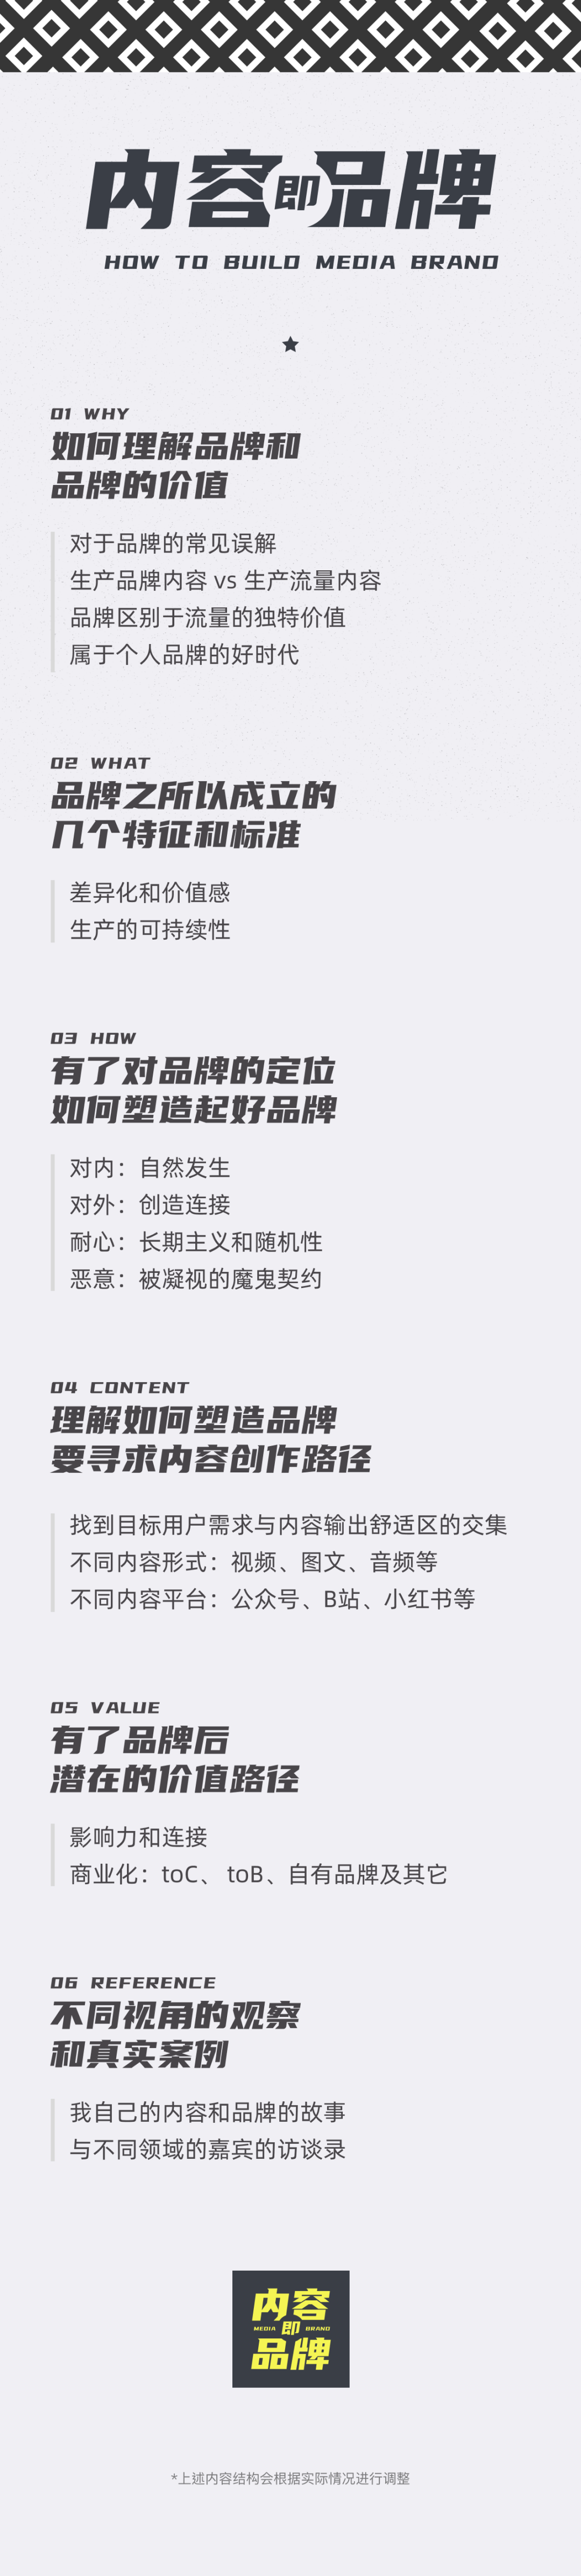 内容即品牌
HOW TO BUILD MEDIA BRAND
01 WHY
如何理解品牌和
品牌的价值
对于品牌的常见误解
生产品牌内容 vs 生产流量内容
品牌区别于流量的独特价值
属于个人品牌的好时代
02 WHAT
品牌之所以成立的
几个特征和标准
差异化和价值感
生产的可持续性
03 HOW
有了对品牌的定位
如何塑造起好品牌
对内：自然发生
对外：创造连接
耐心：长期主义和随机性
恶意：被凝视的魔鬼契约
04 CONTENT
理解如何塑造品牌
要寻求内容创作路径
找到目标用户需求与内容输出舒适区的交集
不同内容形式：视频、图文、音频等
不同内容平台：公众号、B站、小红书等
05 VALUE
有了品牌后
潜在的价值路径
影响力和连接
商业化：toC、 toB、自有品牌及其它
06 REFERENCE
不同视角的观察
和真实案例
我自己的内容和品牌的故事
与不同领域的嘉宾的访谈录
内容
MEDIA 即 BRAND
品牌
*上述内容结构会根据实际情况进行调整